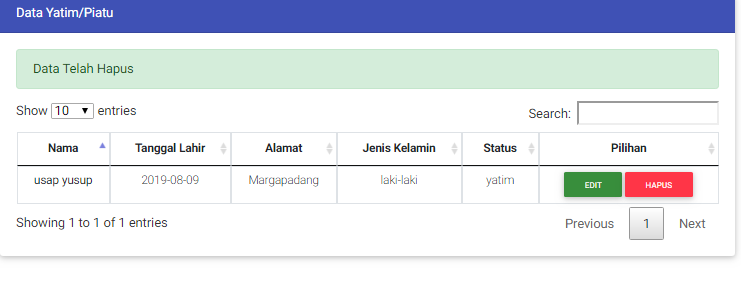 Data Yatim/Piatu
Data Telah Hapus
Show 10 entries
Search:
Nama Tanggal Lahir Alamat Jenis Kelamin Status Pilihan
usap yusup 2019-08-09 Margapadang laki-laki yatim EDIT HAPUS
Showing 1 to 1 of 1 entries
Previous 1 Next